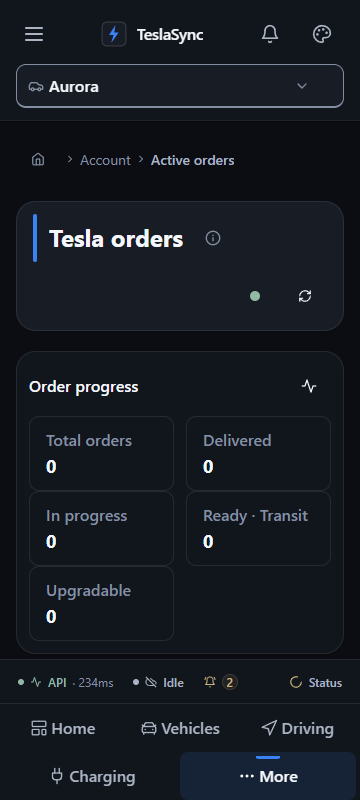 TeslaSync
Aurora
Account Active orders
Tesla orders
Order progress
Total orders
0
Delivered
0
In progress
0
Ready · Transit
0
Upgradable
0
API · 234ms Idle 2 Status
Home Vehicles Driving
Charging More